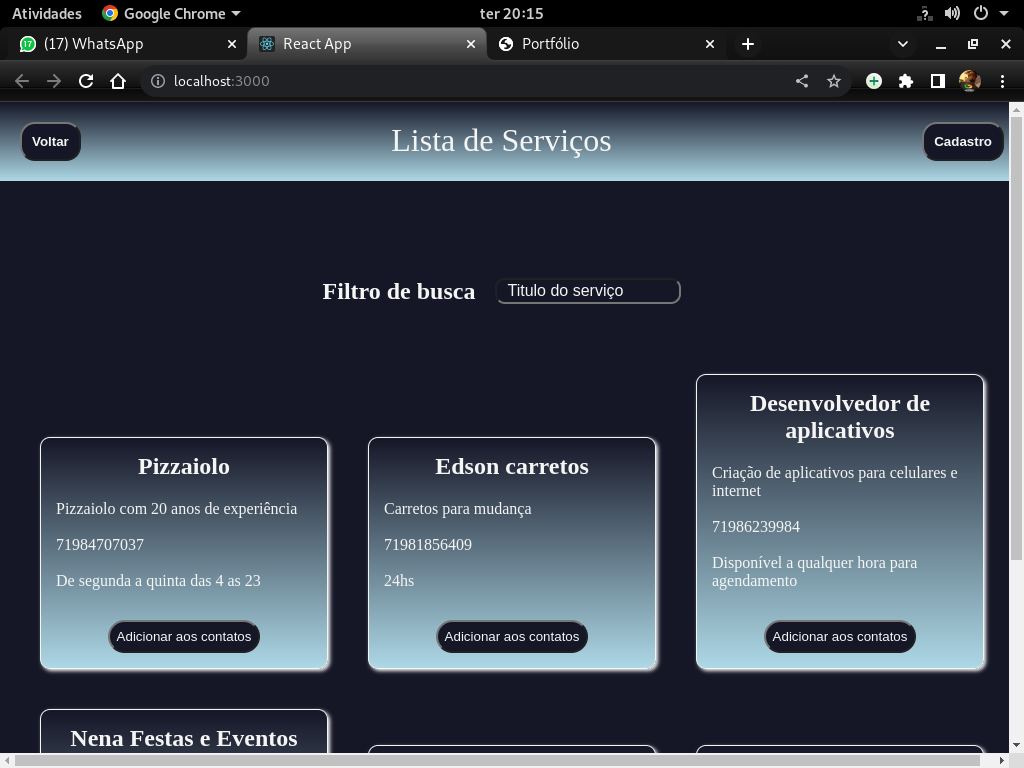 Atividades Google Chrome ter 20:15 ?
17 (17) WhatsApp React App Portfólio
localhost:3000
Voltar Lista de Serviços Cadastro
Filtro de busca Titulo do serviço
Pizzaiolo
Pizzaiolo com 20 anos de experiência
71984707037
De segunda a quinta das 4 as 23
Adicionar aos contatos
Edson carretos
Carretos para mudança
71981856409
24hs
Adicionar aos contatos
Desenvolvedor de
aplicativos
Criação de aplicativos para celulares e
internet
71986239984
Disponível a qualquer hora para
agendamento
Adicionar aos contatos
Nena Festas e Eventos